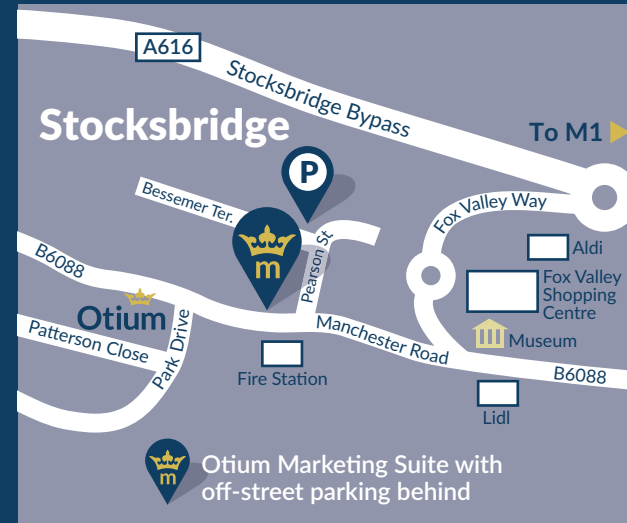 A616
Stocksbridge Bypass
Stocksbridge
To M1
P
Bessemer Ter.
Fox Valley Way
m
Pearson St
B6088
Aldi
Fox Valley
Shopping
Centre
Otium
Patterson Close
Park Drive
Manchester Road
Museum
Fire Station
B6088
Lidl
m
Otium Marketing Suite with
off-street parking behind